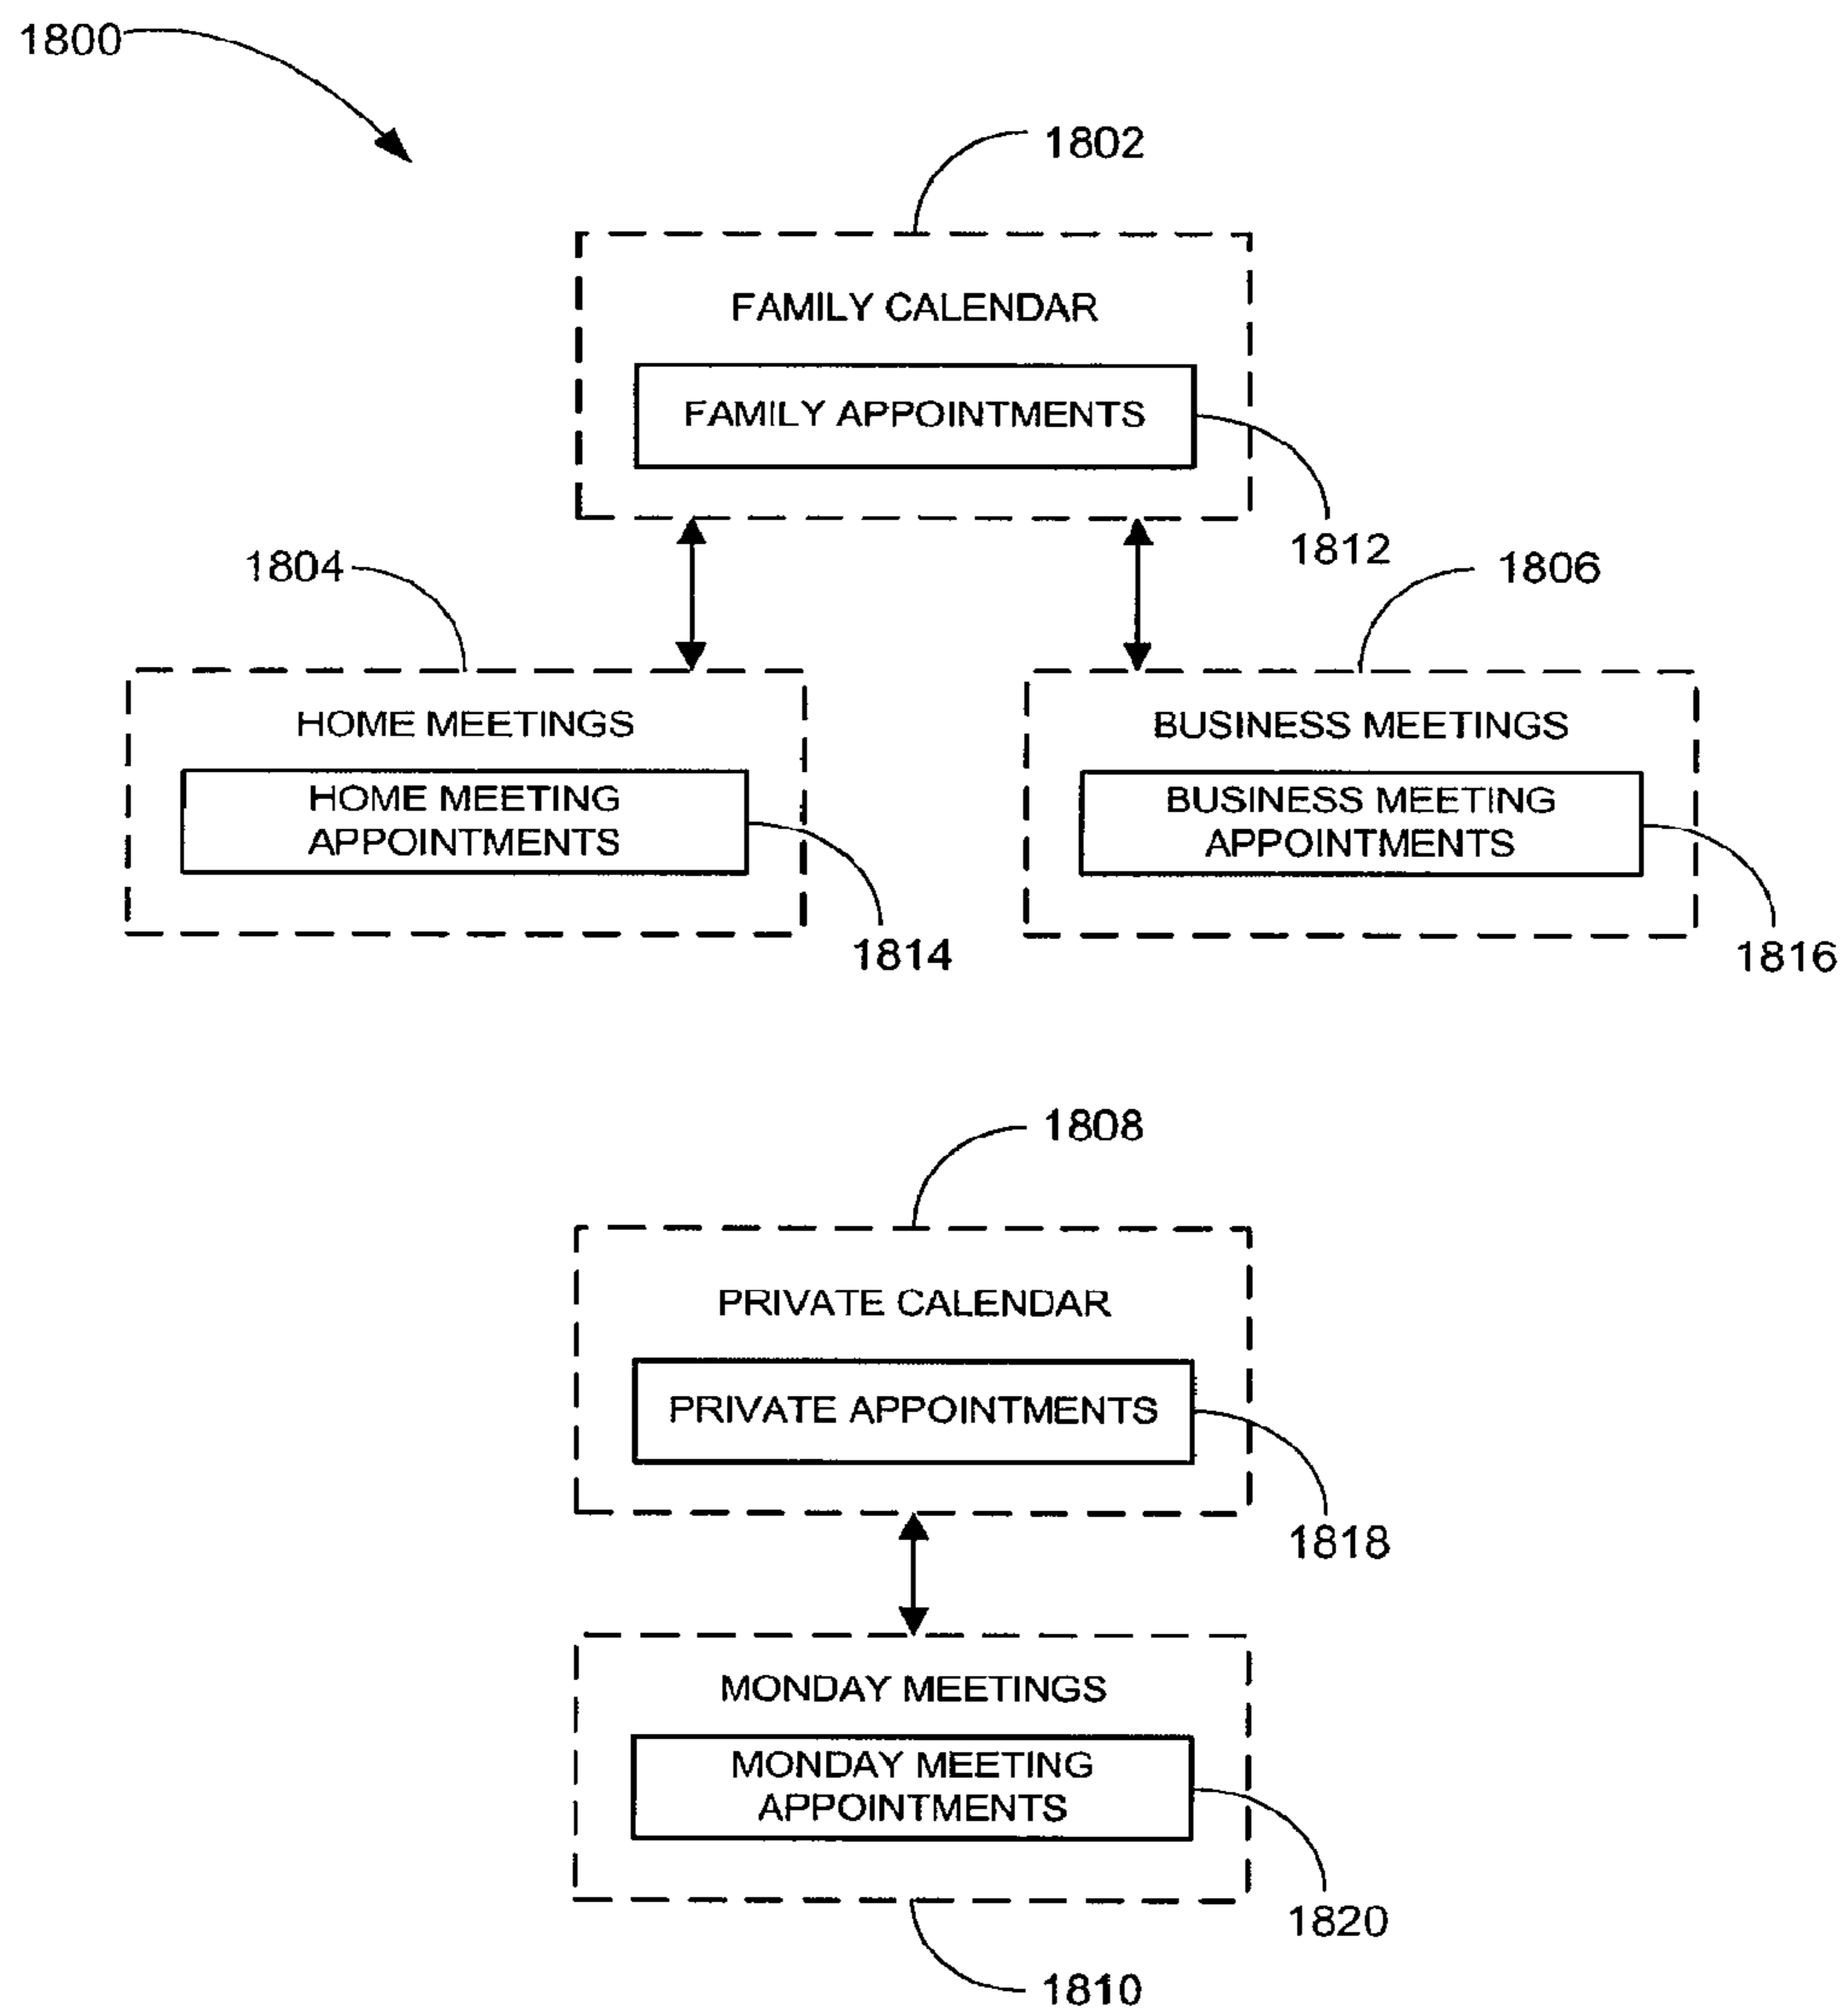 1800
1802
FAMILY CALENDAR
FAMILY APPOINTMENTS
1812
1804
1806
HOME MEETINGS
HOME MEETING
APPOINTMENTS
1814
BUSINESS MEETINGS
BUSINESS MEETING
APPOINTMENTS
1816
1808
PRIVATE CALENDAR
PRIVATE APPOINTMENTS
1818
MONDAY MEETINGS
MONDAY MEETING
APPOINTMENTS
1820
1810